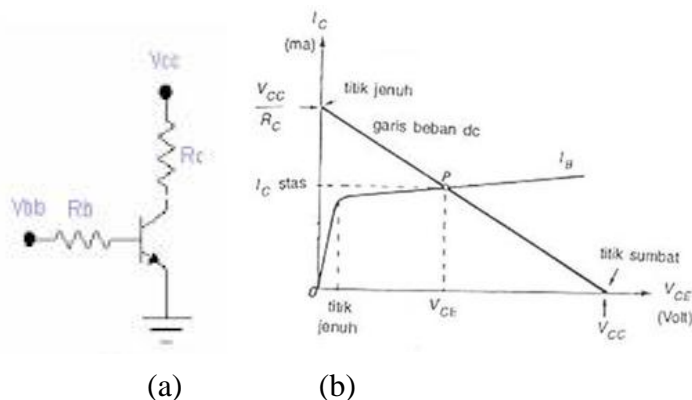 Vcc
Rc
Vbb Rb
I_C
(ma)
V_CC
R_C
titik jenuh
garis beban dc
I_C stas
P
I_B
titik sumbat
O
titik
jenuh
V_CE
V_CC
V_CE
(Volt)
(a) (b)